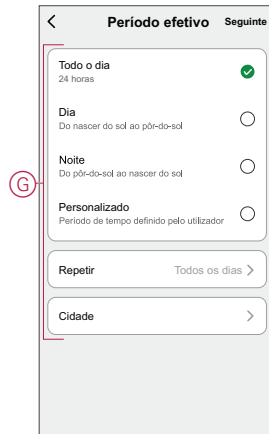 Período efetivo Seguinte
Todo o dia
24 horas
Dia
Do nascer do sol ao pôr-do-sol
Noite
Do pôr-do-sol ao nascer do sol
Personalizado
Período de tempo definido pelo utilizador
G
Repetir Todos os dias
Cidade